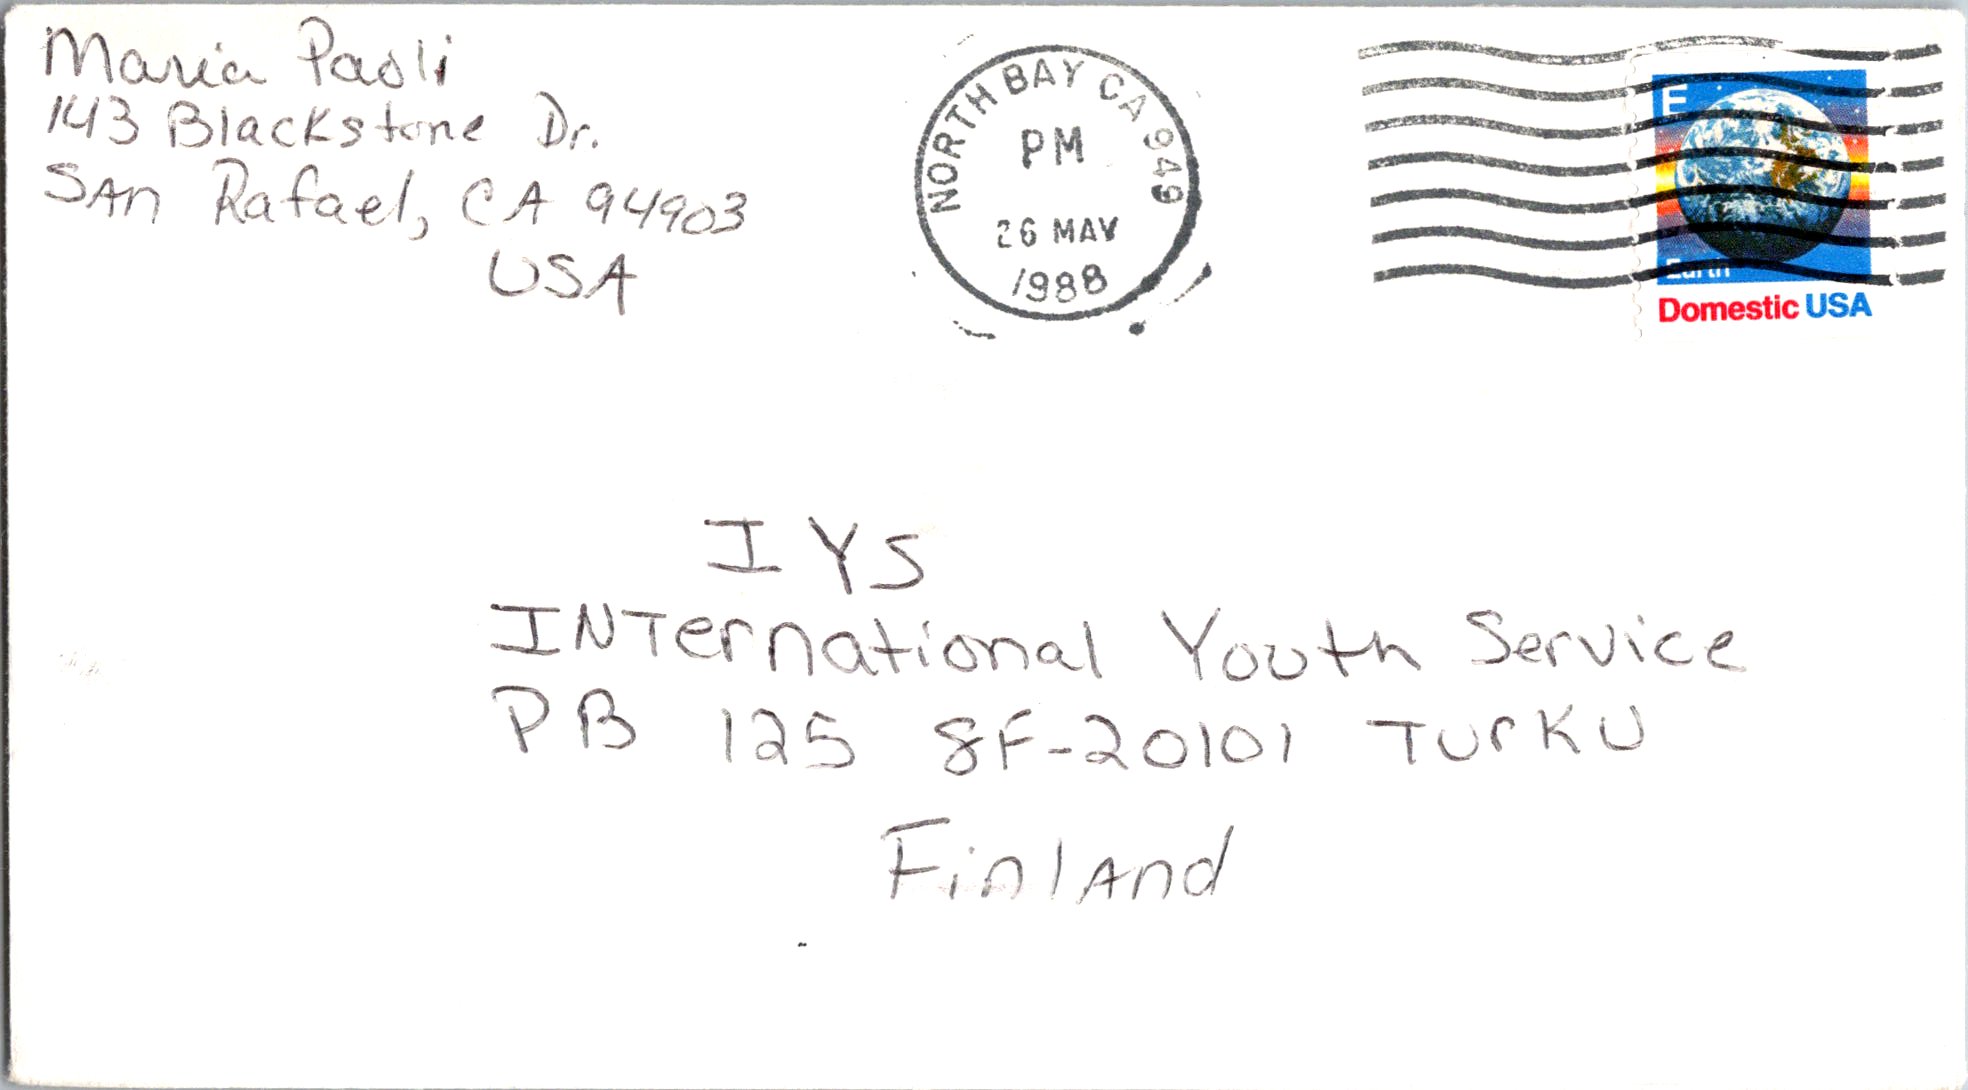 Maria Paoli
143 Blackstone Dr.
SAn Rafael, CA 94903
USA
NORTH BAY CA 949
PM
26 MAY
1988
E
Earth
Domestic USA
IYS
INTernational Youth Service
PB 125 SF-20101 TurKU
FinlAnd